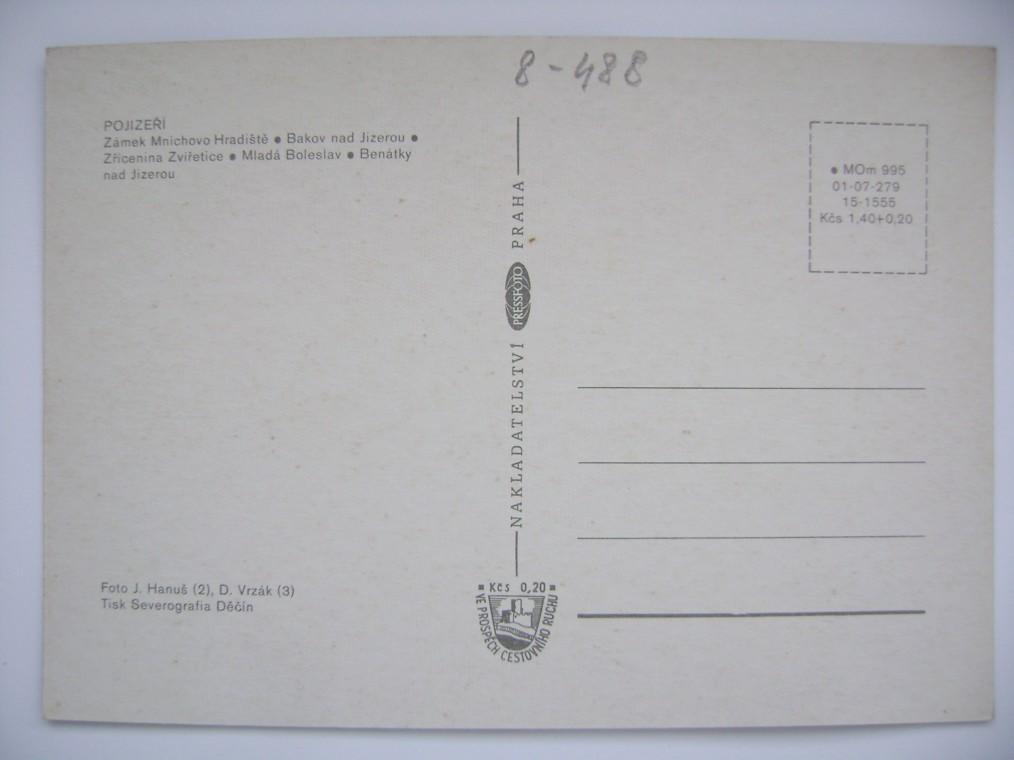 8-488
POJIZEŘÍ
Zámek Mnichovo Hradiště ● Bakov nad Jizerou ●
Zřícenina Zvířetice ● Mladá Boleslav ● Benátky
nad Jizerou
Foto J. Hanuš (2), D. Vrzák (3)
Tisk Severografia Děčín
NAKLADATELSTVÍ PRESSFOTO PRAHA
Kčs 0,20
VE PROSPĚCH CESTOVNÍHO RUCHU
● MOm 995
01-07-279
15-1555
Kčs 1,40+0,20